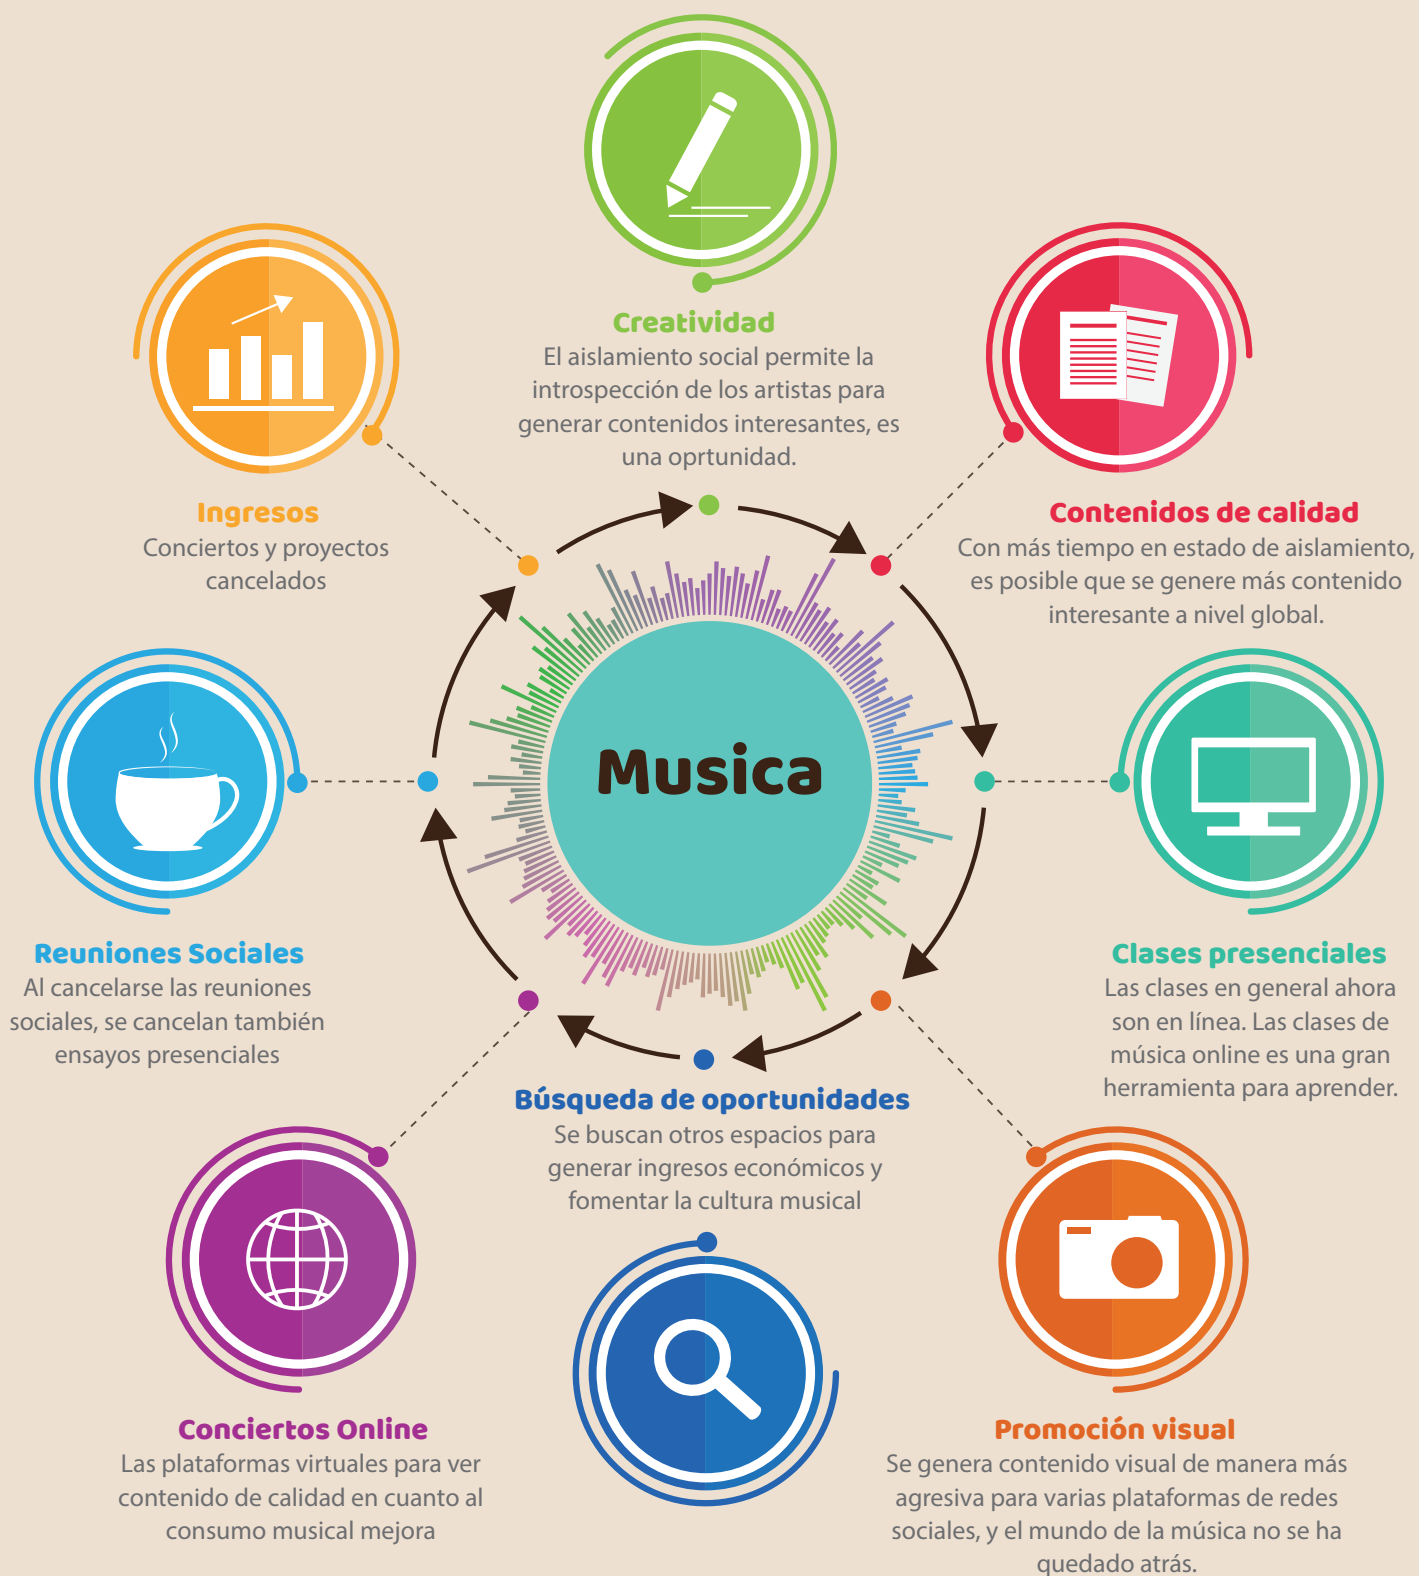 Creatividad
El aislamiento social permite la
introspección de los artistas para
generar contenidos interesantes, es
una oprtunidad.
Ingresos
Conciertos y proyectos
cancelados
Contenidos de calidad
Con más tiempo en estado de aislamiento,
es posible que se genere más contenido
interesante a nivel global.
Musica
Reuniones Sociales
Al cancelarse las reuniones
sociales, se cancelan también
ensayos presenciales
Clases presenciales
Las clases en general ahora
son en línea. Las clases de
música online es una gran
herramienta para aprender.
Búsqueda de oportunidades
Se buscan otros espacios para
generar ingresos económicos y
fomentar la cultura musical
Conciertos Online
Las plataformas virtuales para ver
contenido de calidad en cuanto al
consumo musical mejora
Promoción visual
Se genera contenido visual de manera más
agresiva para varias plataformas de redes
sociales, y el mundo de la música no se ha
quedado atrás.